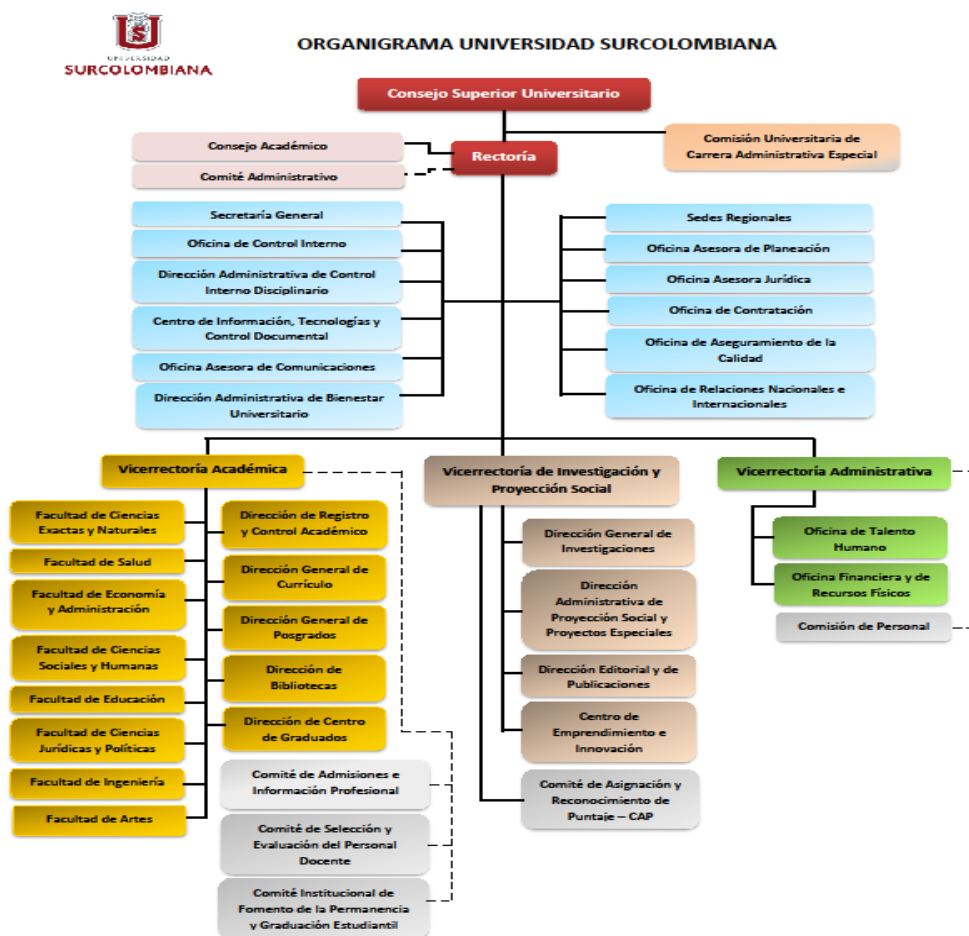 UNIVERSIDAD
SURCOLOMBIANA
ORGANIGRAMA UNIVERSIDAD SURCOLOMBIANA
Consejo Superior Universitario
Comisión Universitaria de
Carrera Administrativa Especial
Consejo Académico
Rectoría
Comité Administrativo
Secretaría General
Oficina de Control Interno
Dirección Administrativa de Control
Interno Disciplinario
Centro de Información, Tecnologías y
Control Documental
Oficina Asesora de Comunicaciones
Dirección Administrativa de Bienestar
Universitario
Sedes Regionales
Oficina Asesora de Planeación
Oficina Asesora Jurídica
Oficina de Contratación
Oficina de Aseguramiento de la
Calidad
Oficina de Relaciones Nacionales e
Internacionales
Vicerrectoría Académica
Facultad de Ciencias
Exactas y Naturales
Facultad de Salud
Facultad de Economía
y Administración
Facultad de Ciencias
Sociales y Humanas
Facultad de Educación
Facultad de Ciencias
Jurídicas y Políticas
Facultad de Ingeniería
Facultad de Artes
Dirección de Registro
y Control Académico
Dirección General de
Currículo
Dirección General de
Posgrados
Dirección de
Bibliotecas
Dirección de Centro
de Graduados
Comité de Admisiones e
Información Profesional
Comité de Selección y
Evaluación del Personal
Docente
Comité Institucional de
Fomento de la Permanencia
y Graduación Estudiantil
Vicerrectoría de Investigación y
Proyección Social
Dirección General de
Investigaciones
Dirección
Administrativa de
Proyección Social y
Proyectos Especiales
Dirección Editorial y de
Publicaciones
Centro de
Emprendimiento e
Innovación
Comité de Asignación y
Reconocimiento de
Puntaje – CAP
Vicerrectoría Administrativa
Oficina de Talento
Humano
Oficina Financiera y de
Recursos Físicos
Comisión de Personal